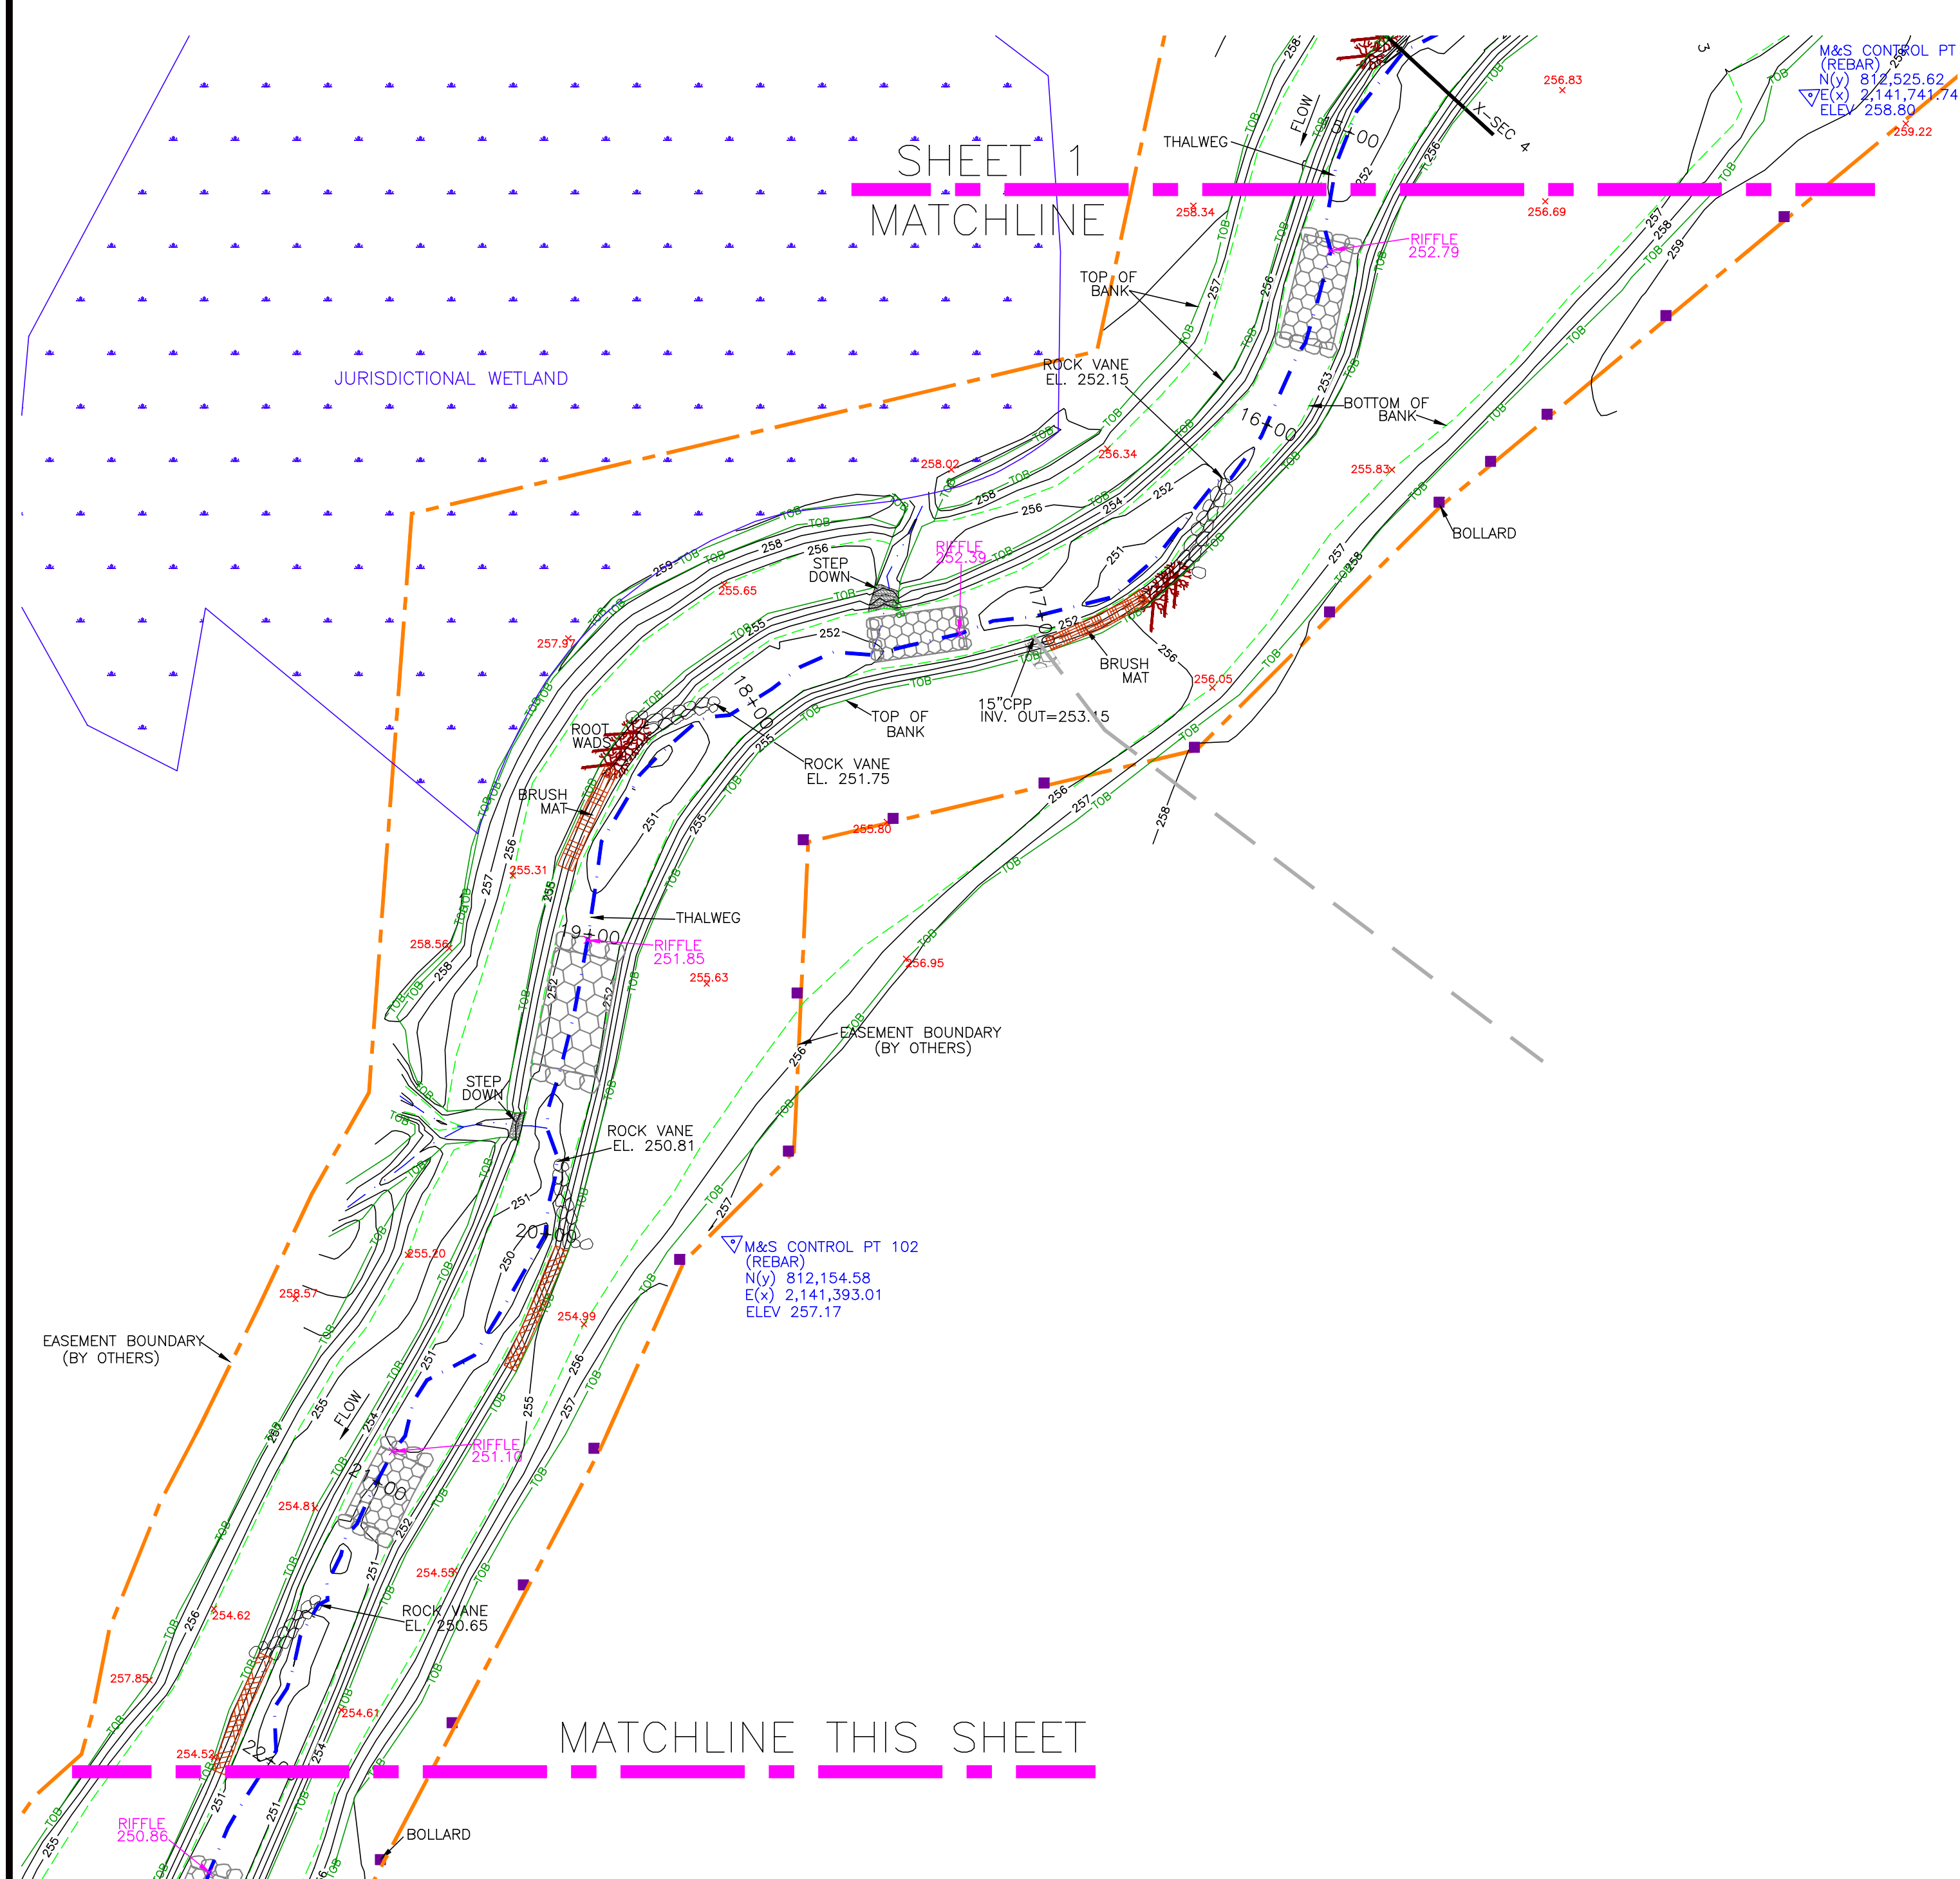 M&S CONTROL PT
(REBAR)
N(y) 812,525.62
E(x) 2,141,741.74
ELEV 258.80
259.22
256.83
X-SEC 4
FLOW
15+00
THALWEG
SHEET 1
MATCHLINE
258.34
256.69
RIFFLE
252.79
TOP OF
BANK
ROCK VANE
EL. 252.15
JURISDICTIONAL WETLAND
BOTTOM OF
BANK
16+00
258.02
256.34
255.83
BOLLARD
RIFFLE
252.39
STEP
DOWN
255.65
17+0
257.97
BRUSH
MAT
256.05
15"CPP
INV. OUT=253.15
18+00
TOP OF
BANK
ROOT
WADS
ROCK VANE
EL. 251.75
BRUSH
MAT
255.80
255.31
THALWEG
19+00
258.56
RIFFLE
251.85
255.63
256.95
EASEMENT BOUNDARY
(BY OTHERS)
STEP
DOWN
ROCK VANE
EL. 250.81
20+00
M&S CONTROL PT 102
(REBAR)
N(y) 812,154.58
E(x) 2,141,393.01
ELEV 257.17
255.20
258.57
254.99
EASEMENT BOUNDARY
(BY OTHERS)
FLOW
RIFFLE
251.10
21+00
254.81
254.55
254.62
ROCK VANE
EL. 250.65
257.85
254.61
MATCHLINE THIS SHEET
254.52
22+00
RIFFLE
250.86
BOLLARD